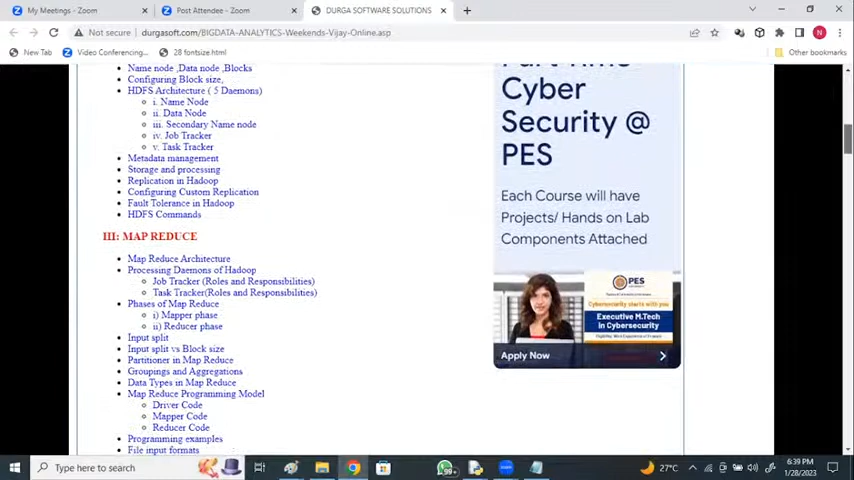 My Meetings - Zoom
Post Attendee - Zoom
DURGA SOFTWARE SOLUTIONS
Not secure | durgasoft.com/BIGDATA-ANALYTICS-Weekends-Vijay-Online.asp
N
New Tab
Video Conferencing,...
28 fontsize.html
Other bookmarks
Name node ,Data node ,Blocks
Configuring Block size,
HDFS Architecture ( 5 Daemons)
i. Name Node
ii. Data Node
iii. Secondary Name node
iv. Job Tracker
v. Task Tracker
Metadata management
Storage and processing
Replication in Hadoop
Configuring Custom Replication
Fault Tolerance in Hadoop
HDFS Commands
III: MAP REDUCE
Map Reduce Architecture
Processing Daemons of Hadoop
Job Tracker (Roles and Responsibilities)
Task Tracker(Roles and Responsibilities)
Phases of Map Reduce
i) Mapper phase
ii) Reducer phase
Input split
Input split vs Block size
Partitioner in Map Reduce
Groupings and Aggregations
Data Types in Map Reduce
Map Reduce Programming Model
Driver Code
Mapper Code
Reducer Code
Programming examples
File input formats
Part-Time
Cyber
Security @
PES
Each Course will have
Projects/ Hands on Lab
Components Attached
PES
Cybersecurity starts with you
Executive M.Tech
in Cybersecurity
Apply Now
Type here to search
99+
27°C
6:39 PM
1/28/2023